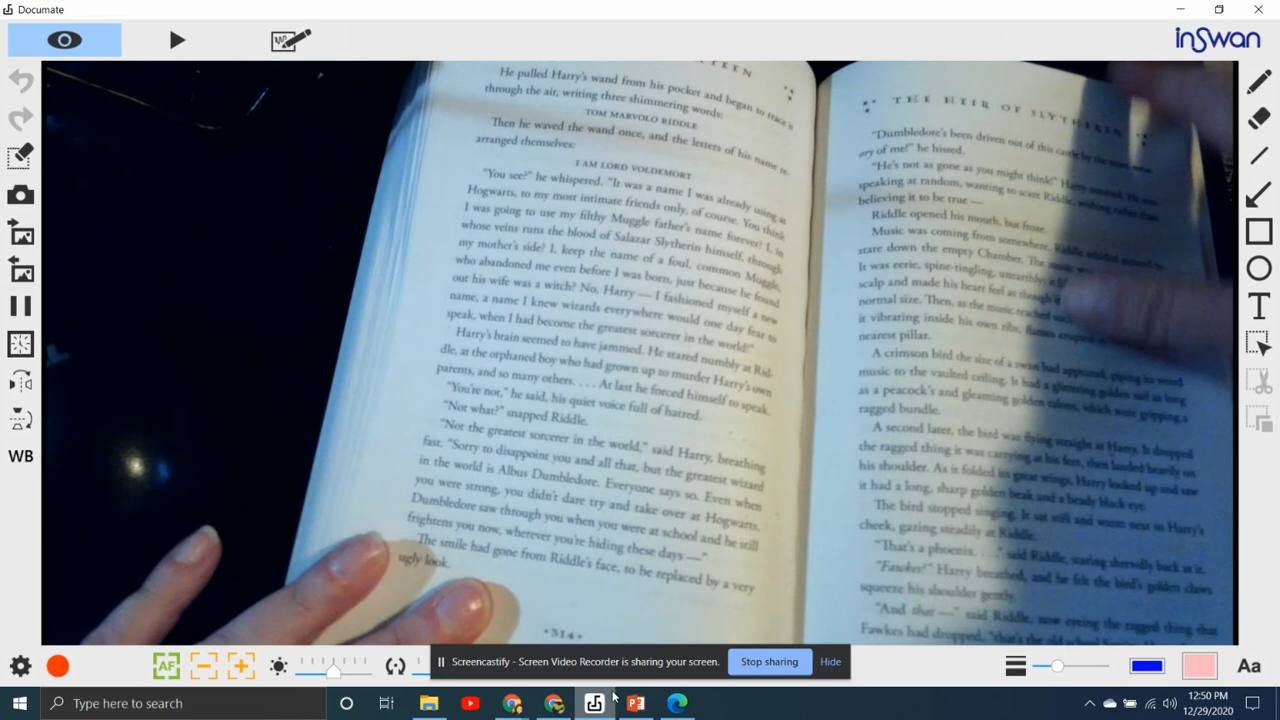 Documate
inSwan
EEN
He pulled Harry's wand from his pocket and began to trace it
through the air, writing three shimmering words:
TOM MARVOLO RIDDLE
Then he waved the wand once, and the letters of his name re-
arranged themselves:
I AM LORD VOLDEMORT
"You see?" he whispered. "It was a name I was already using at
Hogwarts, to my most intimate friends only, of course. You think
I was going to use my filthy Muggle father's name forever? I, in
whose veins runs the blood of Salazar Slytherin himself, through
my mother's side? I, keep the name of a foul, common Muggle,
who abandoned me even before I was born, just because he found
out his wife was a witch? No, Harry — I fashioned myself a new
name, a name I knew wizards everywhere would one day fear to
speak, when I had become the greatest sorcerer in the world!"
Harry's brain seemed to have jammed. He stared numbly at Rid-
dle, at the orphaned boy who had grown up to murder Harry's own
parents, and so many others. . . . At last he forced himself to speak.
"You're not," he said, his quiet voice full of hatred.
"Not what?" snapped Riddle.
"Not the greatest sorcerer in the world," said Harry, breathing
fast. "Sorry to disappoint you and all that, but the greatest wizard
in the world is Albus Dumbledore. Everyone says so. Even when
you were strong, you didn't dare try and take over at Hogwarts.
Dumbledore saw through you when you were at school and he still
frightens you now, wherever you're hiding these days —"
The smile had gone from Riddle's face, to be replaced by a very
ugly look.
314
THE HEIR OF SLYTHERIN
"Dumbledore's been driven out of this castle by the mere
ory of me!" he hissed.
"He's not as gone as you might think!" Harry retorted. He was
speaking at random, wanting to scare Riddle, wishing rather than
believing it to be true —
Riddle opened his mouth, but froze.
Music was coming from somewhere. Riddle whirled around to
stare down the empty Chamber. The music was
It was eerie, spine-tingling, unearthly; it
scalp and made his heart feel as though it
normal size. Then, as the music reached such
it vibrating inside his own ribs, flames erupted
nearest pillar.
A crimson bird the size of a swan had appeared, piping its weird
music to the vaulted ceiling. It had a glittering golden tail as long
as a peacock's and gleaming golden talons, which were gripping a
ragged bundle.
A second later, the bird was flying straight at Harry. It dropped
the ragged thing it was carrying at his feet, then landed heavily on
his shoulder. As it folded its great wings, Harry looked up and saw
it had a long, sharp golden beak and a beady black eye.
The bird stopped singing. It sat still and warm next to Harry's
cheek, gazing steadily at Riddle.
"That's a phoenix. . . ." said Riddle, staring shrewdly back at it.
"Fawkes?" Harry breathed, and he felt the bird's golden claws
squeeze his shoulder gently.
"And that —" said Riddle, now eyeing the ragged thing that
Fawkes had dropped, "that's the old school
WB
T
AF
Screencastify - Screen Video Recorder is sharing your screen.
Stop sharing
Hide
Aa
Type here to search
12:50 PM
12/29/2020